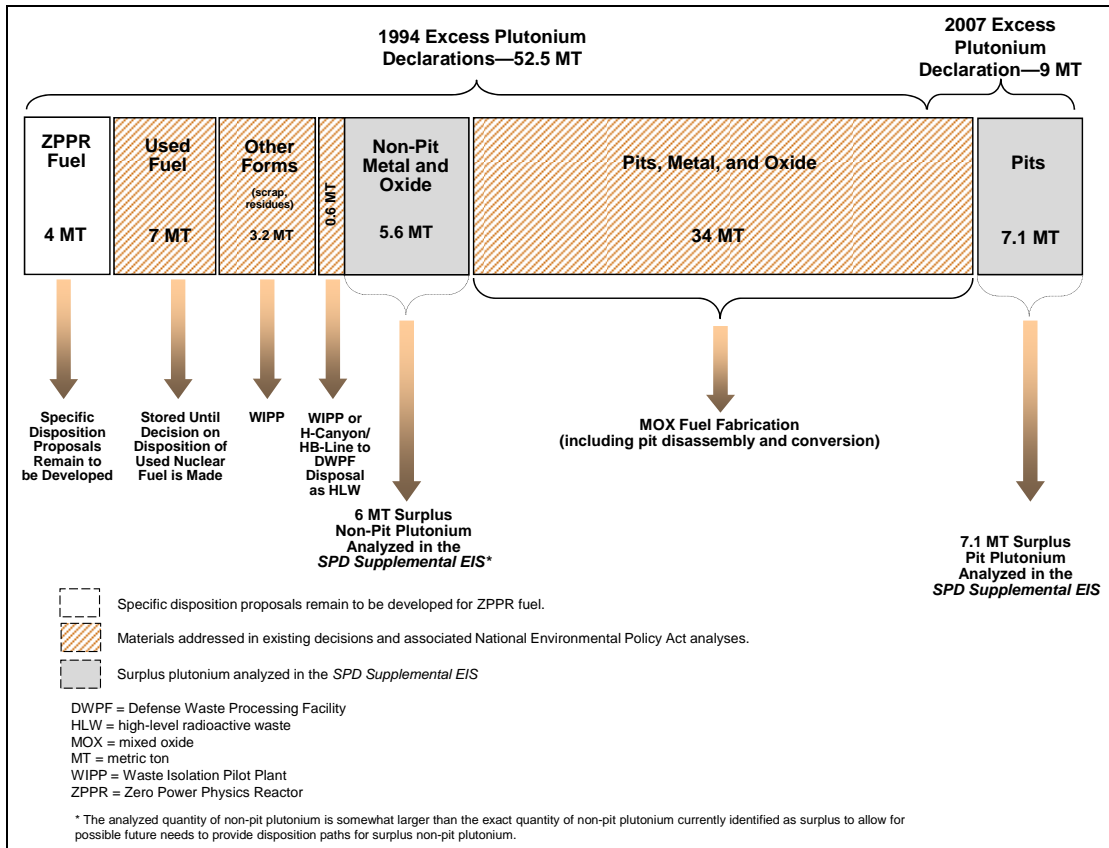 1994 Excess Plutonium
Declarations—52.5 MT
2007 Excess
Plutonium
Declaration—9 MT
ZPPR
Fuel
4 MT
Used
Fuel
7 MT
Other
Forms
(scrap,
residues)
3.2 MT
0.6 MT
Non-Pit
Metal and
Oxide
5.6 MT
Pits, Metal, and Oxide
34 MT
Pits
7.1 MT
Specific
Disposition
Proposals
Remain to
be Developed
Stored Until
Decision on
Disposition of
Used Nuclear
Fuel is Made
WIPP
WIPP or
H-Canyon/
HB-Line to
DWPF
Disposal
as HLW
6 MT Surplus
Non-Pit Plutonium
Analyzed in the
SPD Supplemental EIS*
MOX Fuel Fabrication
(including pit disassembly and conversion)
7.1 MT Surplus
Pit Plutonium
Analyzed in the
SPD Supplemental EIS
Specific disposition proposals remain to be developed for ZPPR fuel.
Materials addressed in existing decisions and associated National Environmental Policy Act analyses.
Surplus plutonium analyzed in the SPD Supplemental EIS
DWPF = Defense Waste Processing Facility
HLW = high-level radioactive waste
MOX = mixed oxide
MT = metric ton
WIPP = Waste Isolation Pilot Plant
ZPPR = Zero Power Physics Reactor
* The analyzed quantity of non-pit plutonium is somewhat larger than the exact quantity of non-pit plutonium currently identified as surplus to allow for
possible future needs to provide disposition paths for surplus non-pit plutonium.